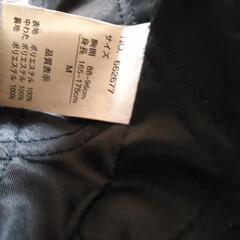 NO. 662677
サイズ
胸囲 88-96cm
身長 165-175cm
M
品質表示
表地 ポリエステル 100%
中わた ポリエステル 100%
裏地 ポリエステル 100%